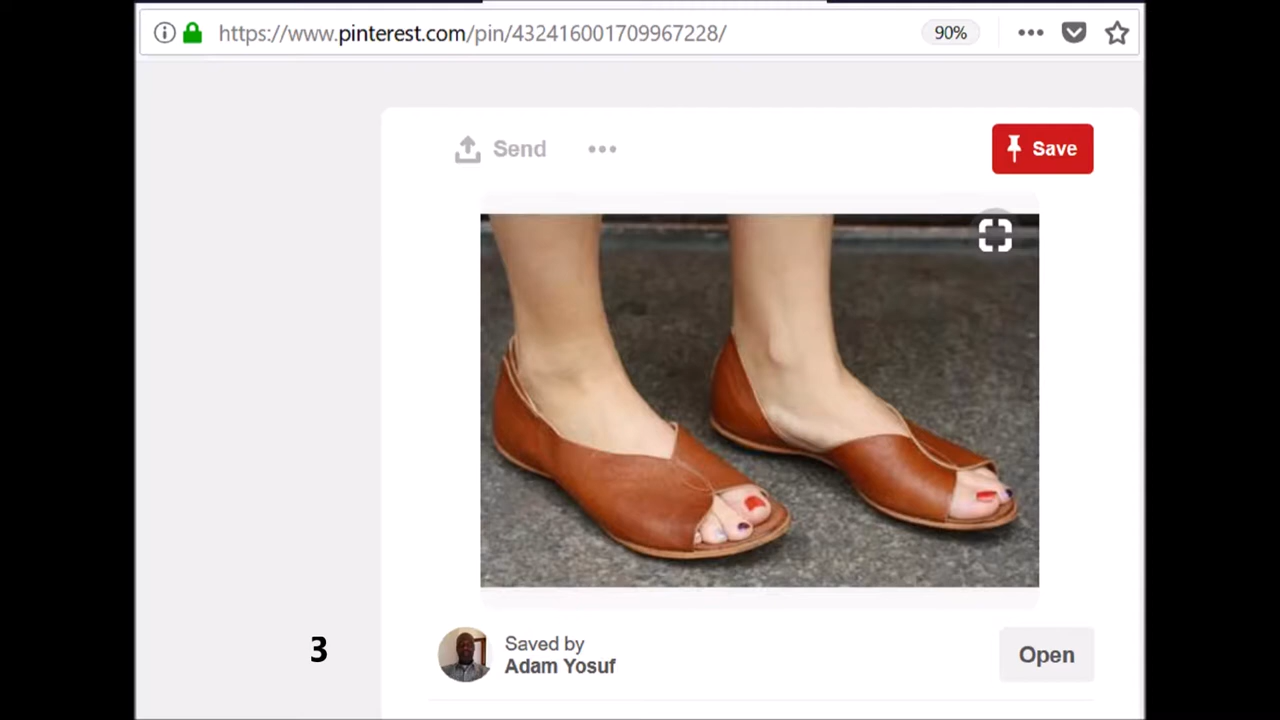 https://www.pinterest.com/pin/432416001709967228/
90%
Send
Save
Saved by
Adam Yosuf
Open
3